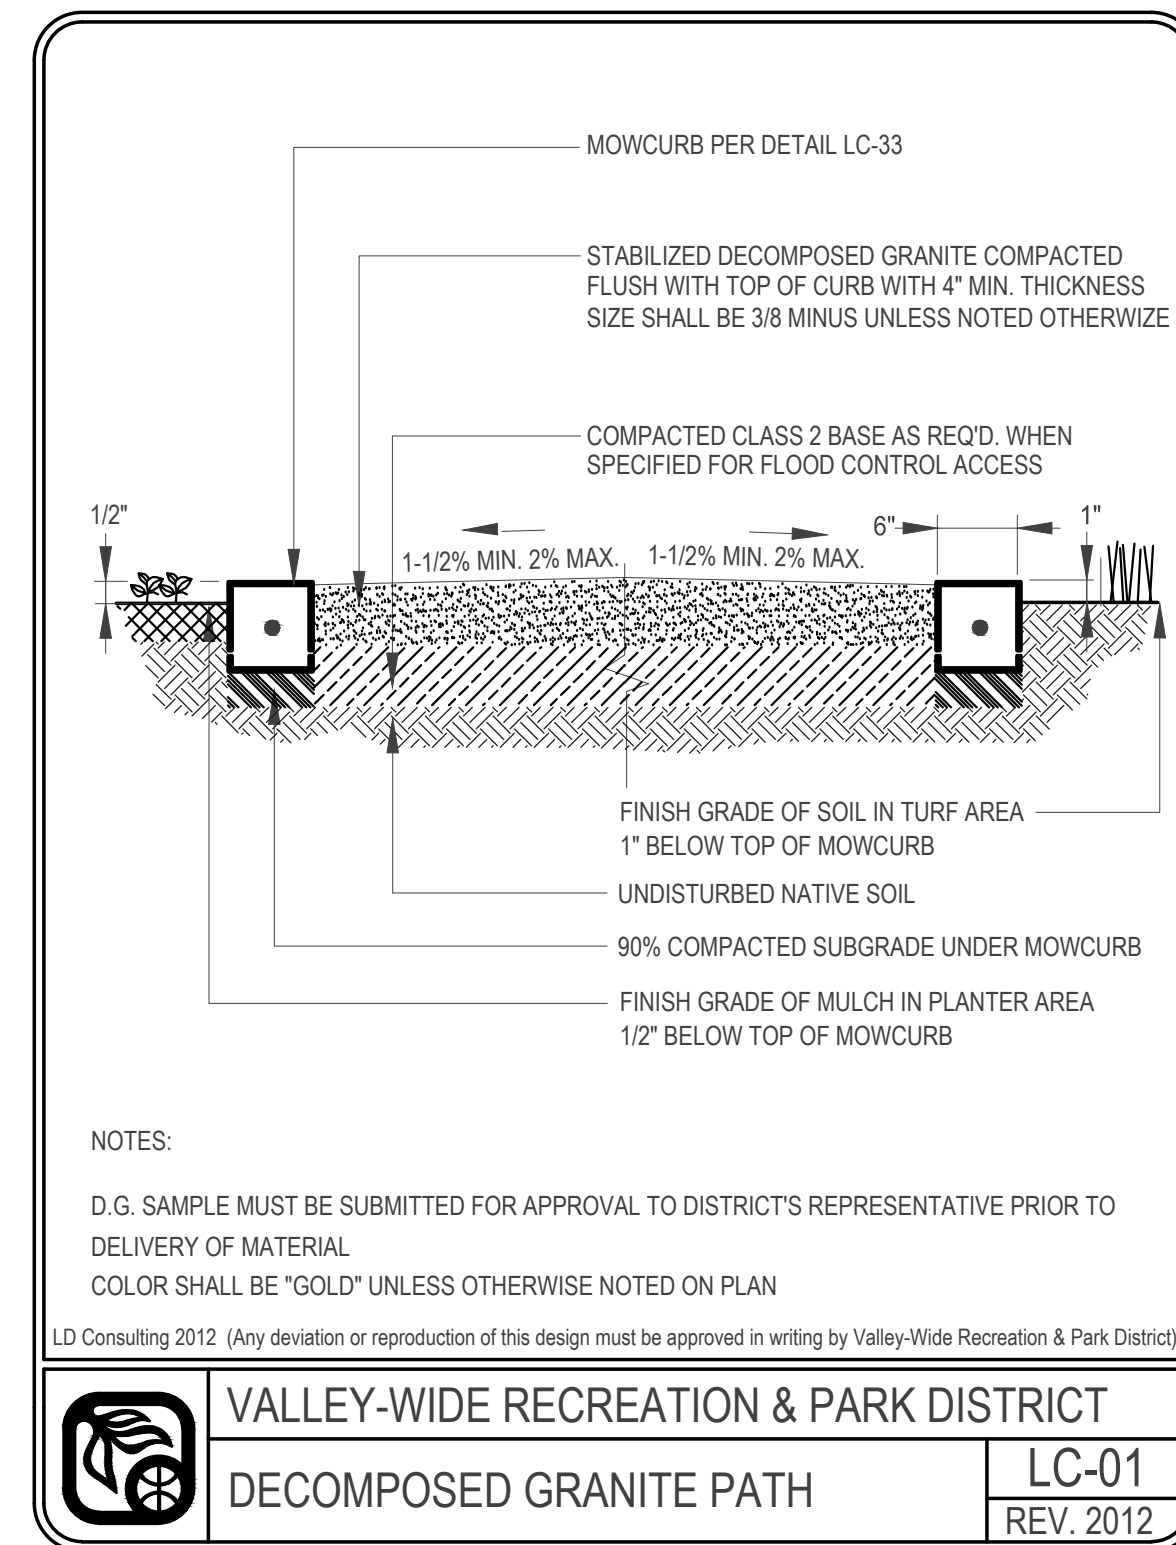 MOWCURB PER DETAIL LC-33
STABILIZED DECOMPOSED GRANITE COMPACTED
FLUSH WITH TOP OF CURB WITH 4" MIN. THICKNESS
SIZE SHALL BE 3/8 MINUS UNLESS NOTED OTHERWIZE
COMPACTED CLASS 2 BASE AS REQ'D. WHEN
SPECIFIED FOR FLOOD CONTROL ACCESS
1/2"
6"
1"
1-1/2% MIN. 2% MAX.
1-1/2% MIN. 2% MAX.
FINISH GRADE OF SOIL IN TURF AREA
1" BELOW TOP OF MOWCURB
UNDISTURBED NATIVE SOIL
90% COMPACTED SUBGRADE UNDER MOWCURB
FINISH GRADE OF MULCH IN PLANTER AREA
1/2" BELOW TOP OF MOWCURB
NOTES:
D.G. SAMPLE MUST BE SUBMITTED FOR APPROVAL TO DISTRICT'S REPRESENTATIVE PRIOR TO
DELIVERY OF MATERIAL
COLOR SHALL BE "GOLD" UNLESS OTHERWISE NOTED ON PLAN
LD Consulting 2012 (Any deviation or reproduction of this design must be approved in writing by Valley-Wide Recreation & Park District)
VALLEY-WIDE RECREATION & PARK DISTRICT
DECOMPOSED GRANITE PATH
LC-01
REV. 2012